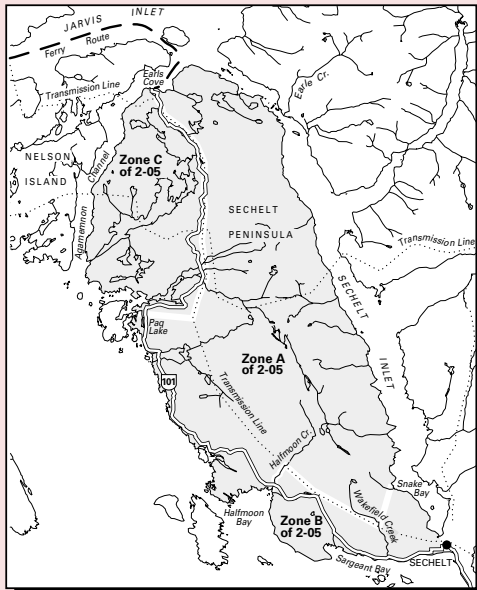 JARVIS INLET
Ferry Route
Earls
Cove
Transmission Line
Earle Cr.
NELSON
ISLAND
Agamemnon Channel
Zone C
of 2-05
SECHELT
PENINSULA
Transmission Line
SECHELT INLET
Paq
Lake
101
Zone A
of 2-05
Transmission Line
Halfmoon Cr.
Snake
Bay
Wakefield Creek
Halfmoon
Bay
Zone B
of 2-05
Sargeant Bay
SECHELT